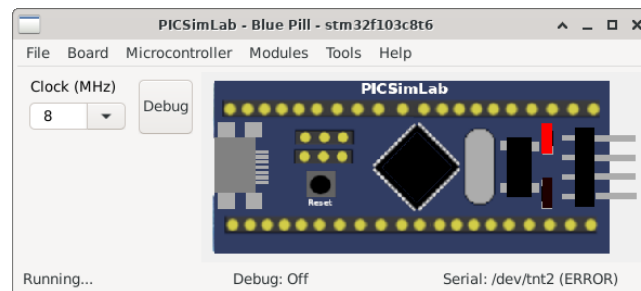 PICSimLab - Blue Pill - stm32f103c8t6
File Board Microcontroller Modules Tools Help
Clock (MHz)
8
Debug
PICSimLab
Reset
Running...
Debug: Off
Serial: /dev/tnt2 (ERROR)